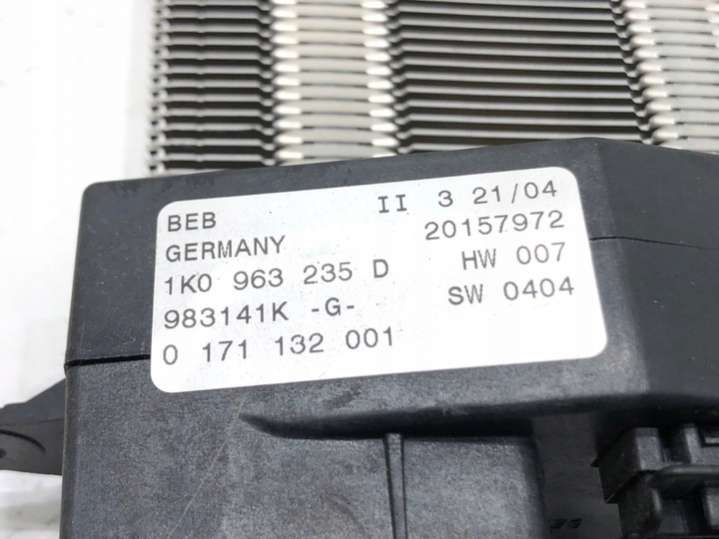 BEB II 3 21/04
GERMANY 20157972
1K0 963 235 D HW 007
983141K -G- SW 0404
0 171 132 001